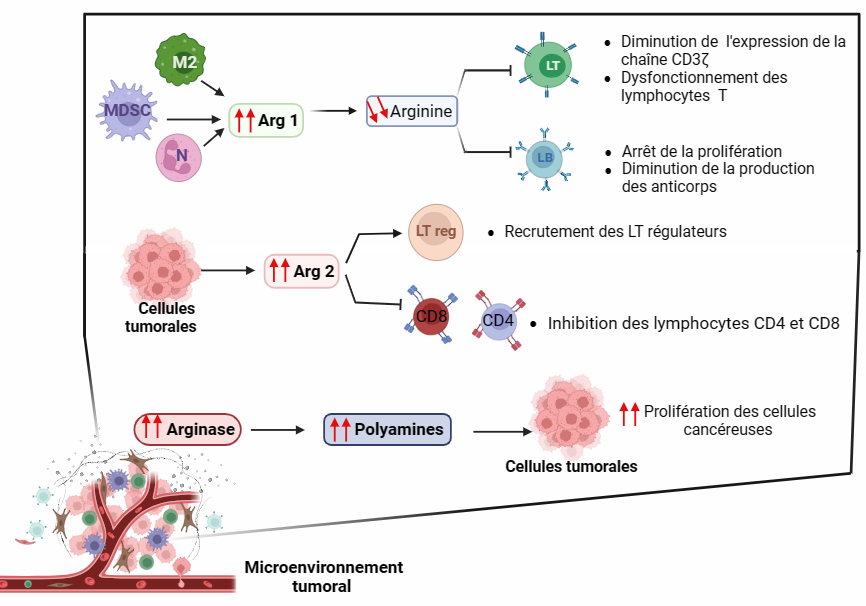 M2
MDSC
N
Arg 1
Arginine
LT
• Diminution de l'expression de la
chaîne CD3ζ
• Dysfonctionnement des
lymphocytes T
LB
• Arrêt de la prolifération
• Diminution de la production
des anticorps
Cellules
tumorales
Arg 2
LT reg
• Recrutement des LT régulateurs
CD8
CD4
• Inhibition des lymphocytes CD4 et CD8
Arginase
Polyamines
Cellules tumorales
Prolifération des cellules
cancéreuses
Microenvironnement
tumoral